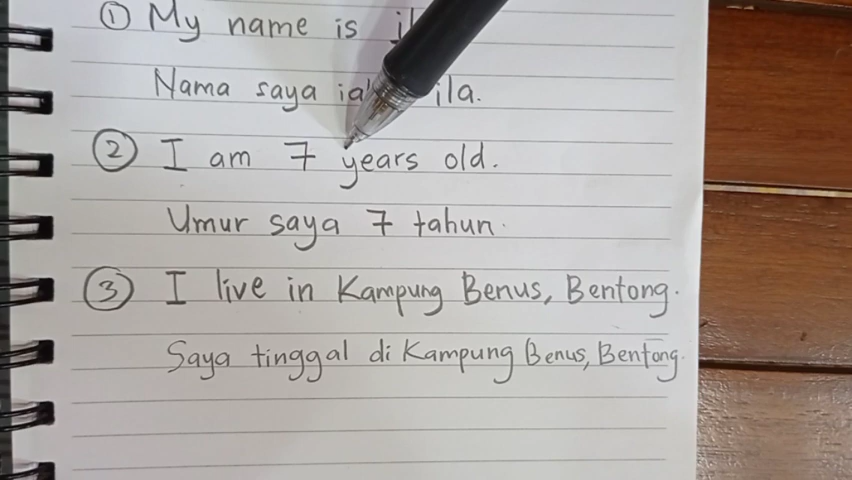 ① My name is
Nama saya ila.
② I am 7 years old.
Umur saya 7 tahun.
③ I live in Kampung Benus, Bentong.
Saya tinggal di Kampung Benus, Bentong.